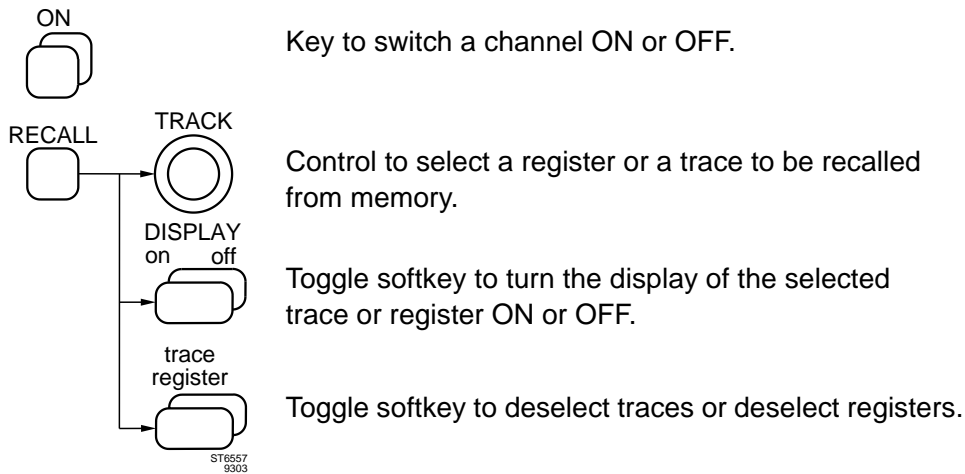 ON
Key to switch a channel ON or OFF.
RECALL
TRACK
Control to select a register or a trace to be recalled
from memory.
DISPLAY
on off
Toggle softkey to turn the display of the selected
trace or register ON or OFF.
trace
register
Toggle softkey to deselect traces or deselect registers.
ST6557
9303